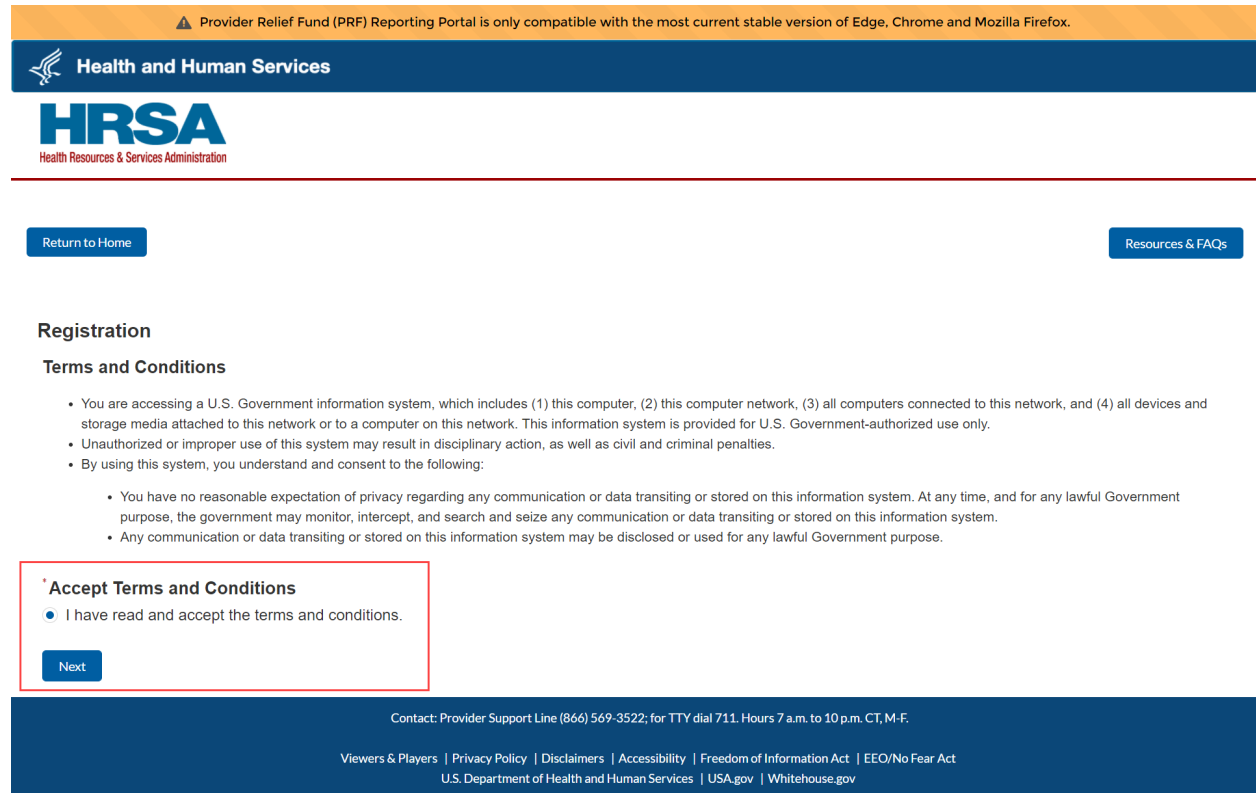 Provider Relief Fund (PRF) Reporting Portal is only compatible with the most current stable version of Edge, Chrome and Mozilla Firefox.
Health and Human Services
HRSA
Health Resources & Services Administration
Return to Home
Resources & FAQs
Registration
Terms and Conditions
• You are accessing a U.S. Government information system, which includes (1) this computer, (2) this computer network, (3) all computers connected to this network, and (4) all devices and
storage media attached to this network or to a computer on this network. This information system is provided for U.S. Government-authorized use only.
• Unauthorized or improper use of this system may result in disciplinary action, as well as civil and criminal penalties.
• By using this system, you understand and consent to the following:
• You have no reasonable expectation of privacy regarding any communication or data transiting or stored on this information system. At any time, and for any lawful Government
purpose, the government may monitor, intercept, and search and seize any communication or data transiting or stored on this information system.
• Any communication or data transiting or stored on this information system may be disclosed or used for any lawful Government purpose.
*Accept Terms and Conditions
I have read and accept the terms and conditions.
Next
Contact: Provider Support Line (866) 569-3522; for TTY dial 711. Hours 7 a.m. to 10 p.m. CT, M-F.
Viewers & Players | Privacy Policy | Disclaimers | Accessibility | Freedom of Information Act | EEO/No Fear Act
U.S. Department of Health and Human Services | USA.gov | Whitehouse.gov